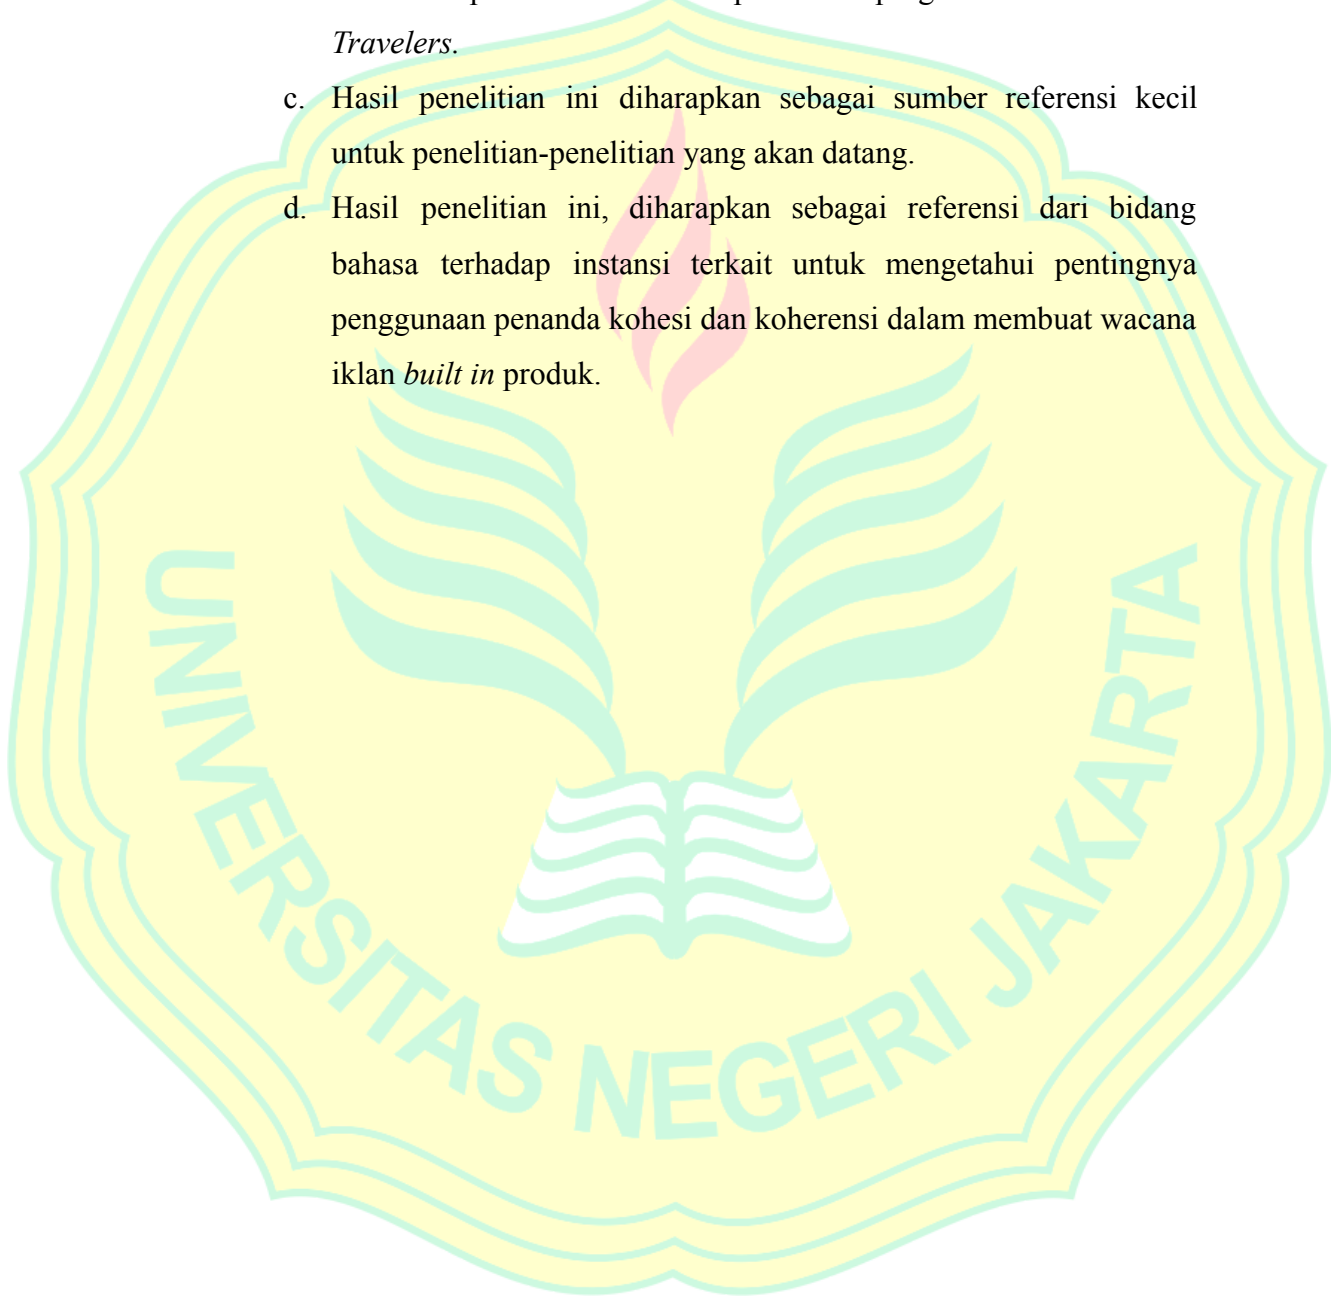 Travelers.
c. Hasil penelitian ini diharapkan sebagai sumber referensi kecil
untuk penelitian-penelitian yang akan datang.
d. Hasil penelitian ini, diharapkan sebagai referensi dari bidang
bahasa terhadap instansi terkait untuk mengetahui pentingnya
penggunaan penanda kohesi dan koherensi dalam membuat wacana
iklan built in produk.
UNIVERSITAS NEGERI JAKARTA